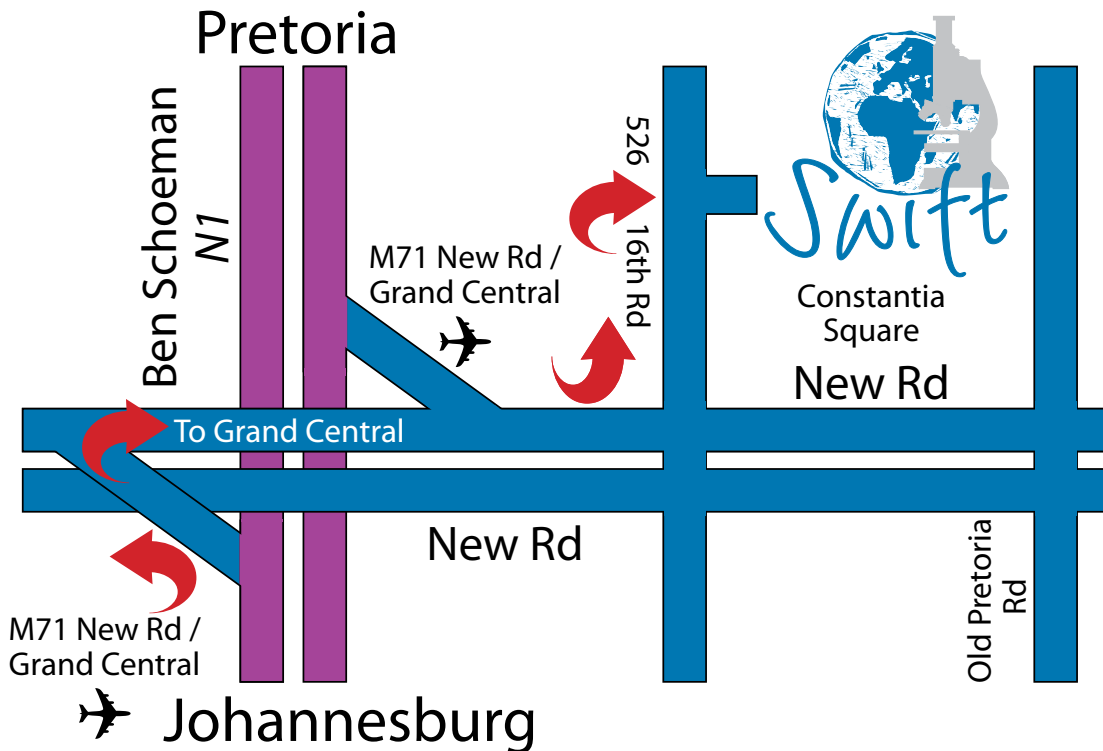 Pretoria
Ben Schoeman
N1
M71 New Rd /
Grand Central
526
16th Rd
Swift
Constantia
Square
New Rd
To Grand Central
New Rd
Old Pretoria
Rd
M71 New Rd /
Grand Central
Johannesburg